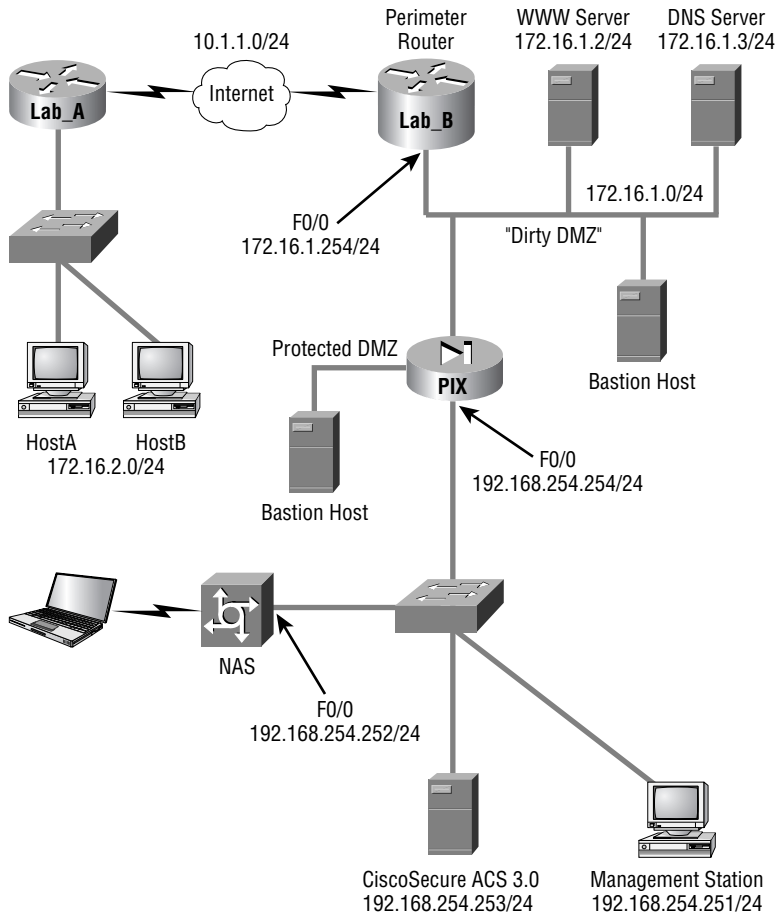 Perimeter
Router
WWW Server
172.16.1.2/24
DNS Server
172.16.1.3/24
10.1.1.0/24
Internet
Lab_A
Lab_B
172.16.1.0/24
F0/0
172.16.1.254/24
"Dirty DMZ"
Bastion Host
Protected DMZ
PIX
HostA
HostB
172.16.2.0/24
F0/0
192.168.254.254/24
Bastion Host
NAS
F0/0
192.168.254.252/24
CiscoSecure ACS 3.0
192.168.254.253/24
Management Station
192.168.254.251/24